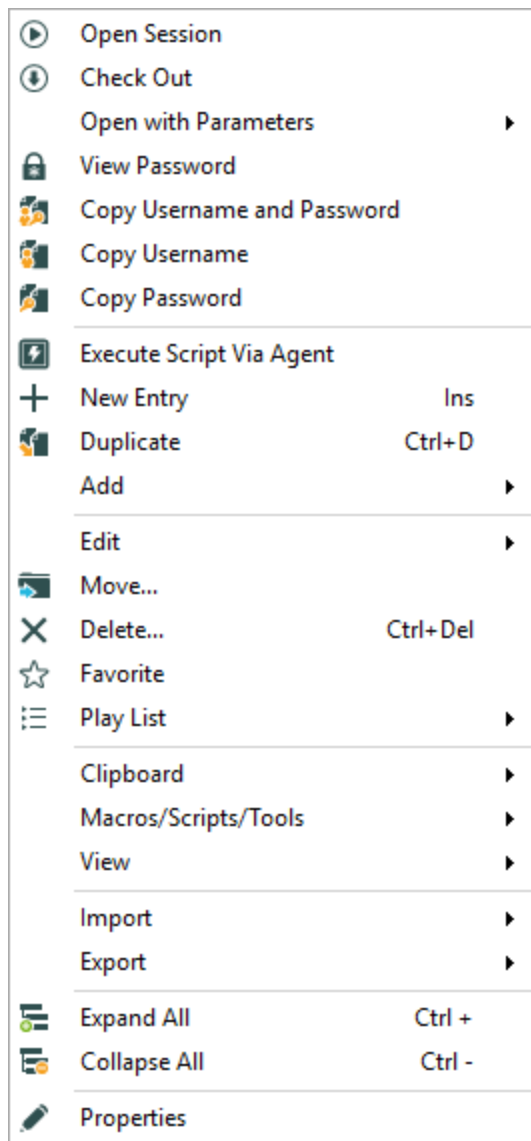 Open Session
Check Out
Open with Parameters
View Password
Copy Username and Password
Copy Username
Copy Password
Execute Script Via Agent
New Entry Ins
Duplicate Ctrl+D
Add
Edit
Move...
Delete... Ctrl+Del
Favorite
Play List
Clipboard
Macros/Scripts/Tools
View
Import
Export
Expand All Ctrl +
Collapse All Ctrl -
Properties